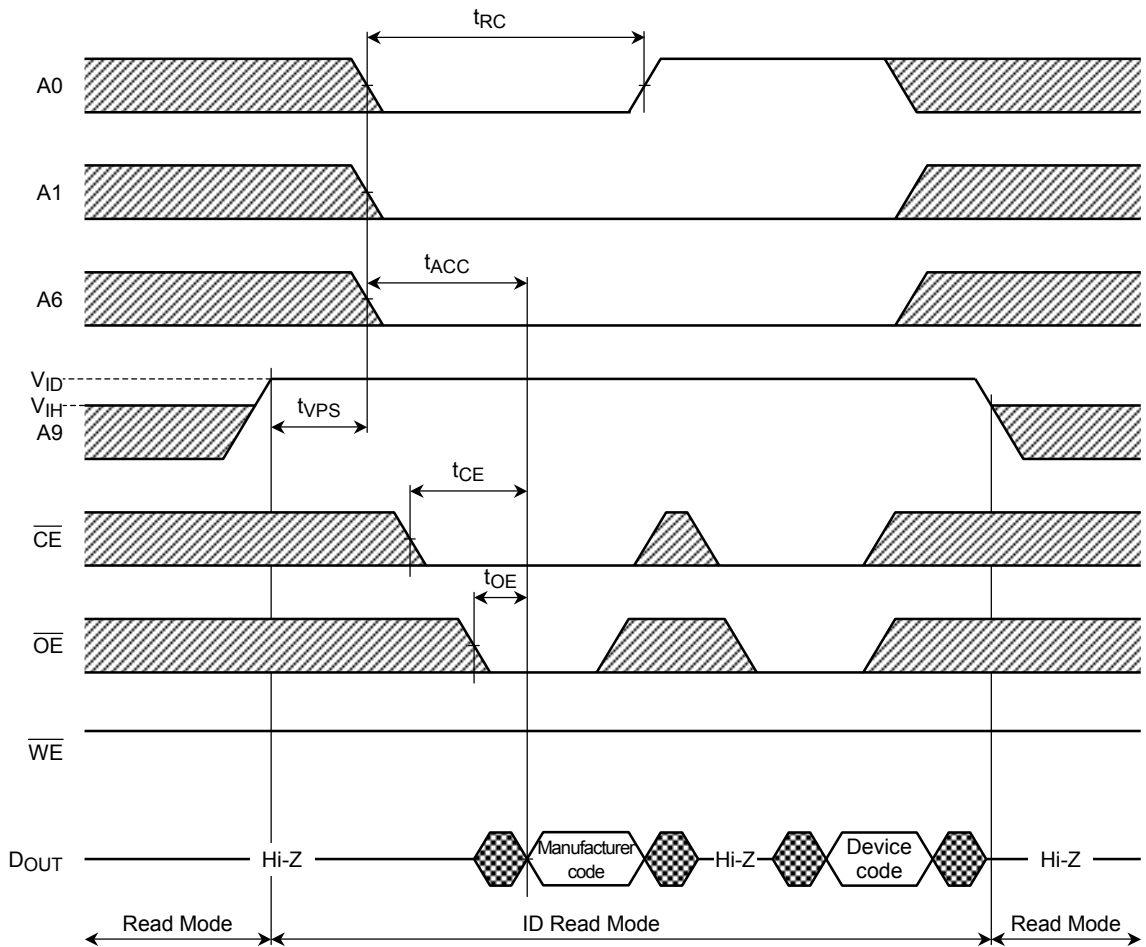 tRC
A0
A1
tACC
A6
VID
VIH
tVPS
A9
tCE
CE
tOE
OE
WE
DOUT
Hi-Z
Manufacturer
code
Hi-Z
Device
code
Hi-Z
Read Mode
ID Read Mode
Read Mode